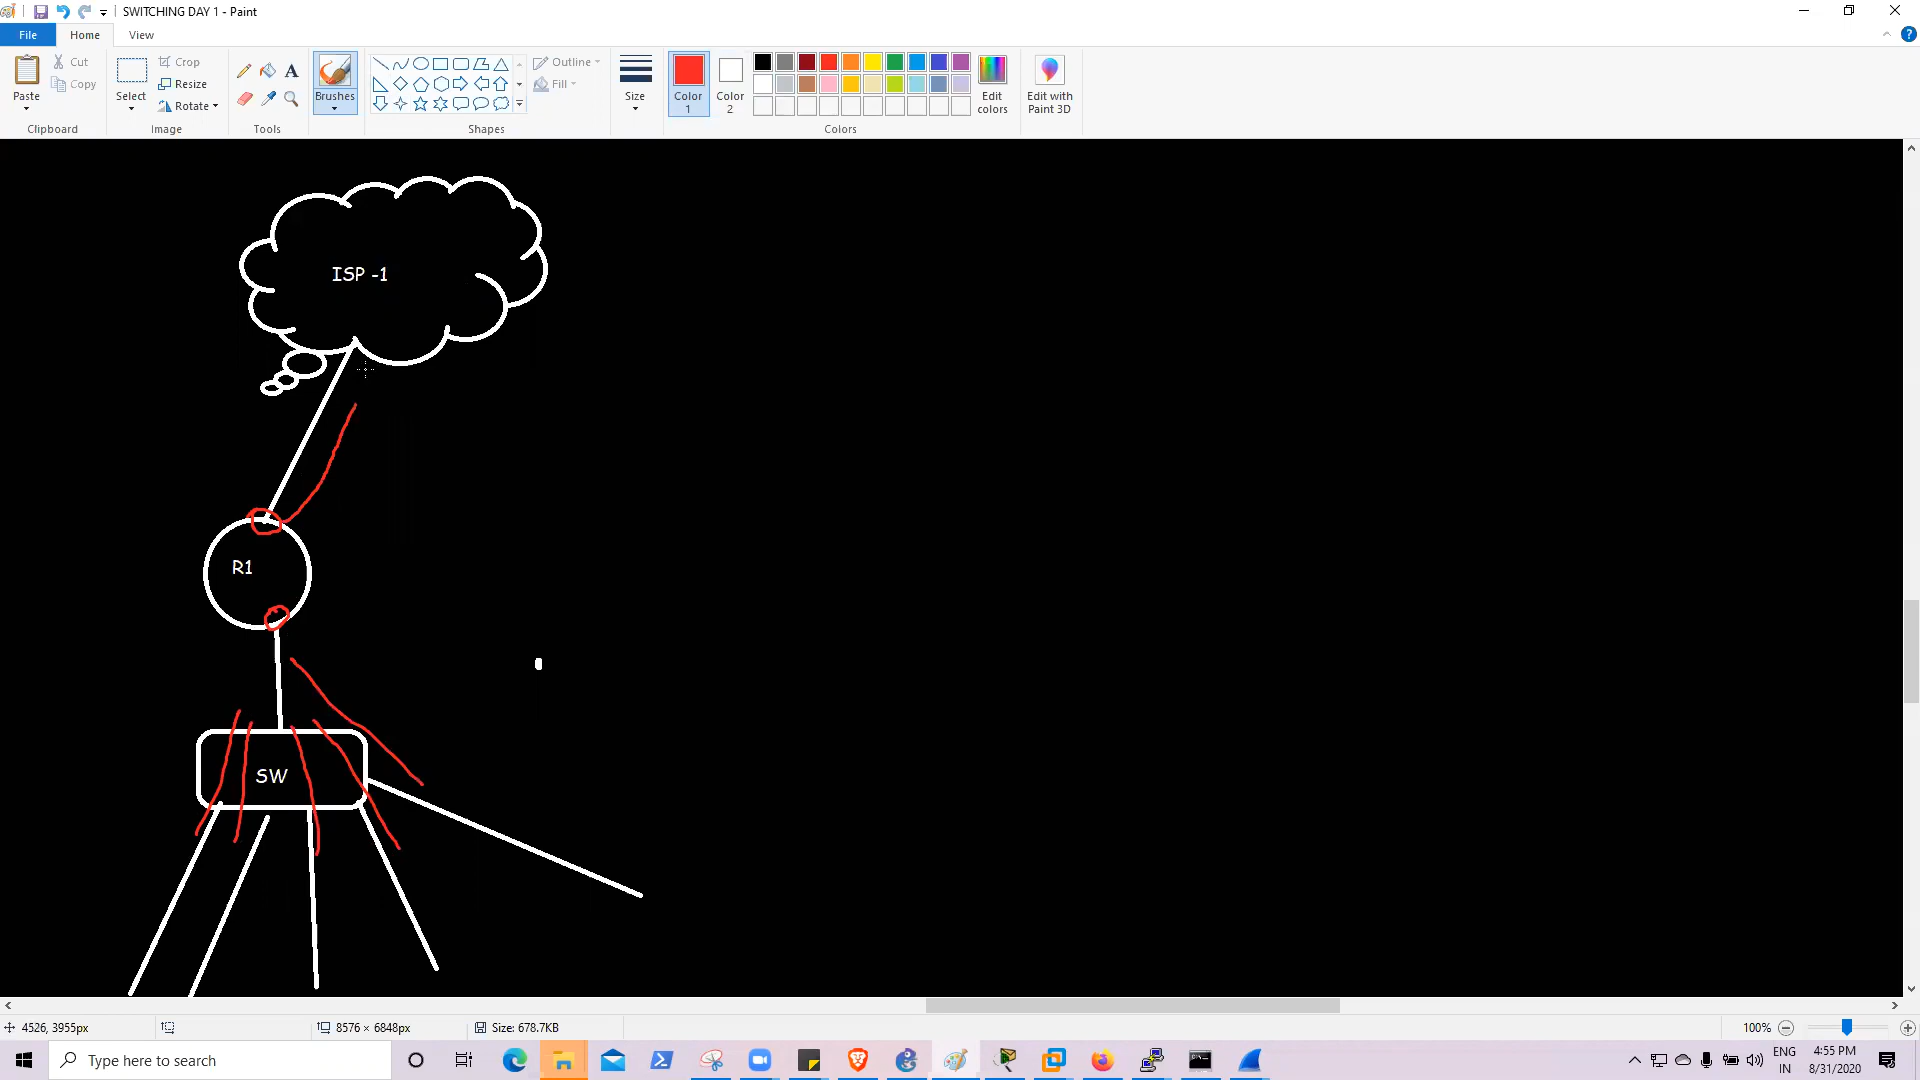 SWITCHING DAY 1 - Paint
File Home View
Paste
Cut
Copy
Clipboard
Select
Crop
Resize
Rotate
Image
A
Tools
Brushes
Shapes
Outline
Fill
Size
Color 1
Color 2
Edit colors
Edit with Paint 3D
Colors
ISP -1
R1
SW
4526, 3955px
8576 × 6848px
Size: 678.7KB
100%
Type here to search
ENG
IN
4:55 PM
8/31/2020